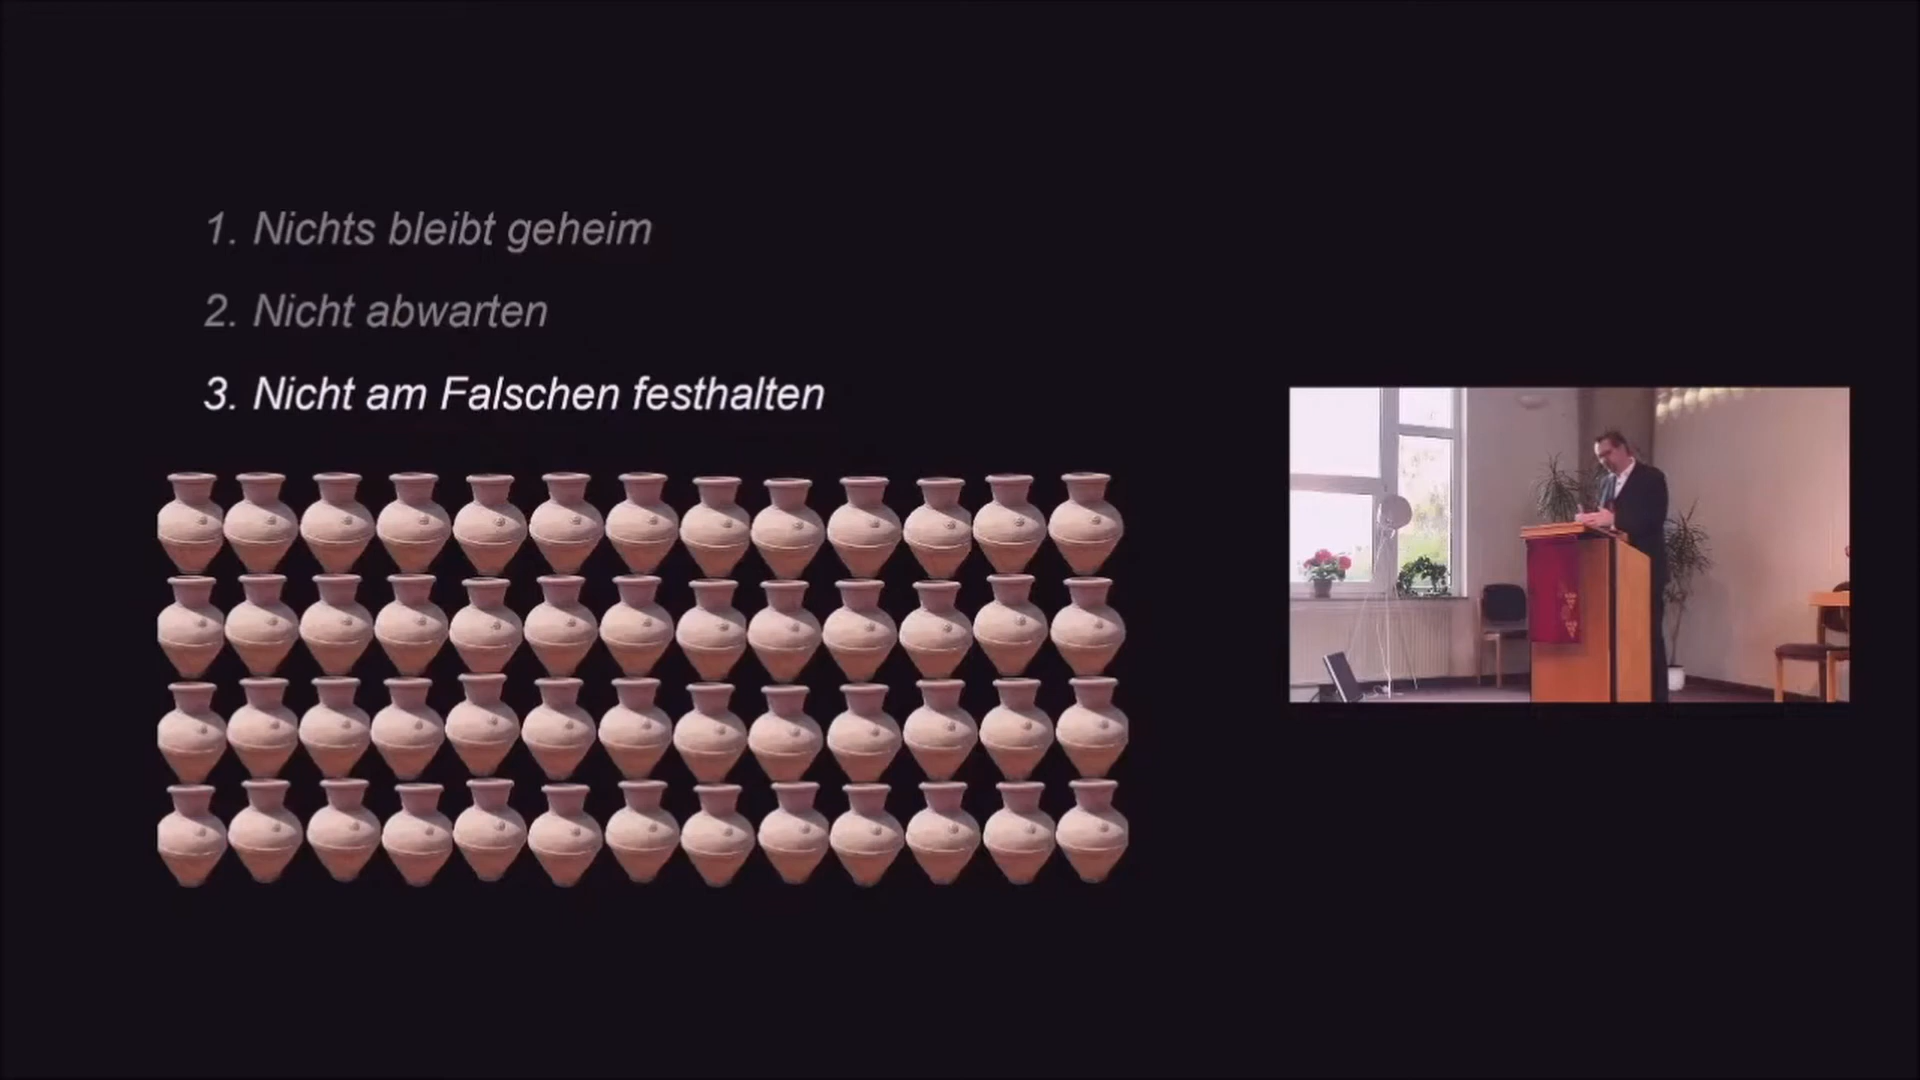 1. Nichts bleibt geheim
2. Nicht abwarten
3. Nicht am Falschen festhalten